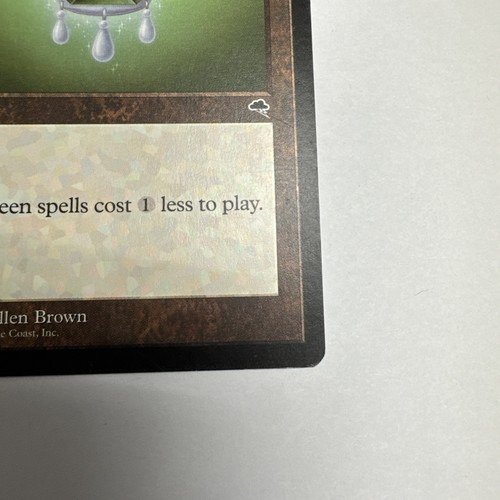 een spells cost 1 less to play.
llen Brown
e Coast, Inc.